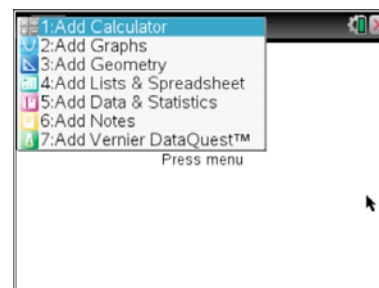 1:Add Calculator
2:Add Graphs
3:Add Geometry
4:Add Lists & Spreadsheet
5:Add Data & Statistics
6:Add Notes
7:Add Vernier DataQuest™
Press menu